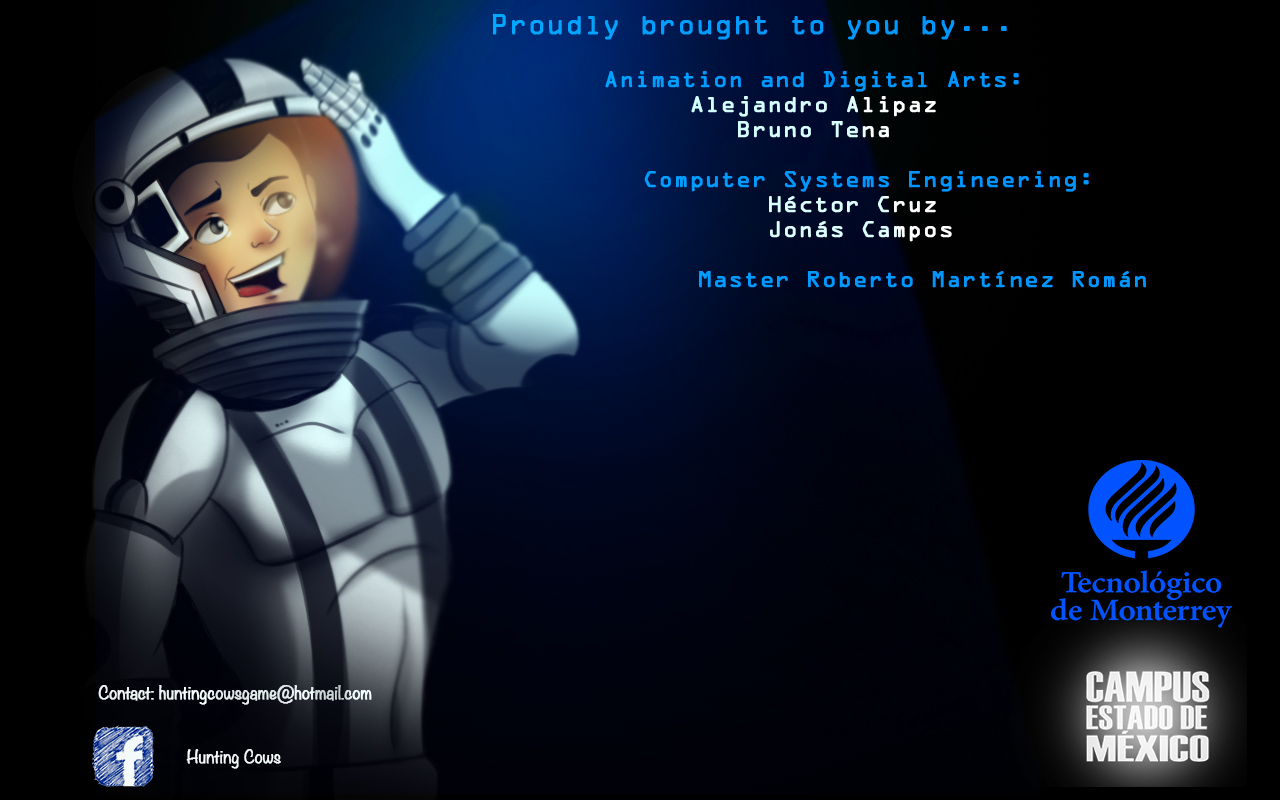 Proudly brought to you by...
Animation and Digital Arts:
Alejandro Alipaz
Bruno Tena
Computer Systems Engineering:
Héctor Cruz
Jonás Campos
Master Roberto Martínez Román
Tecnológico
de Monterrey
CAMPUS
ESTADO DE
MÉXICO
Contact: huntingcowsgame@hotmail.com
f
Hunting Cows